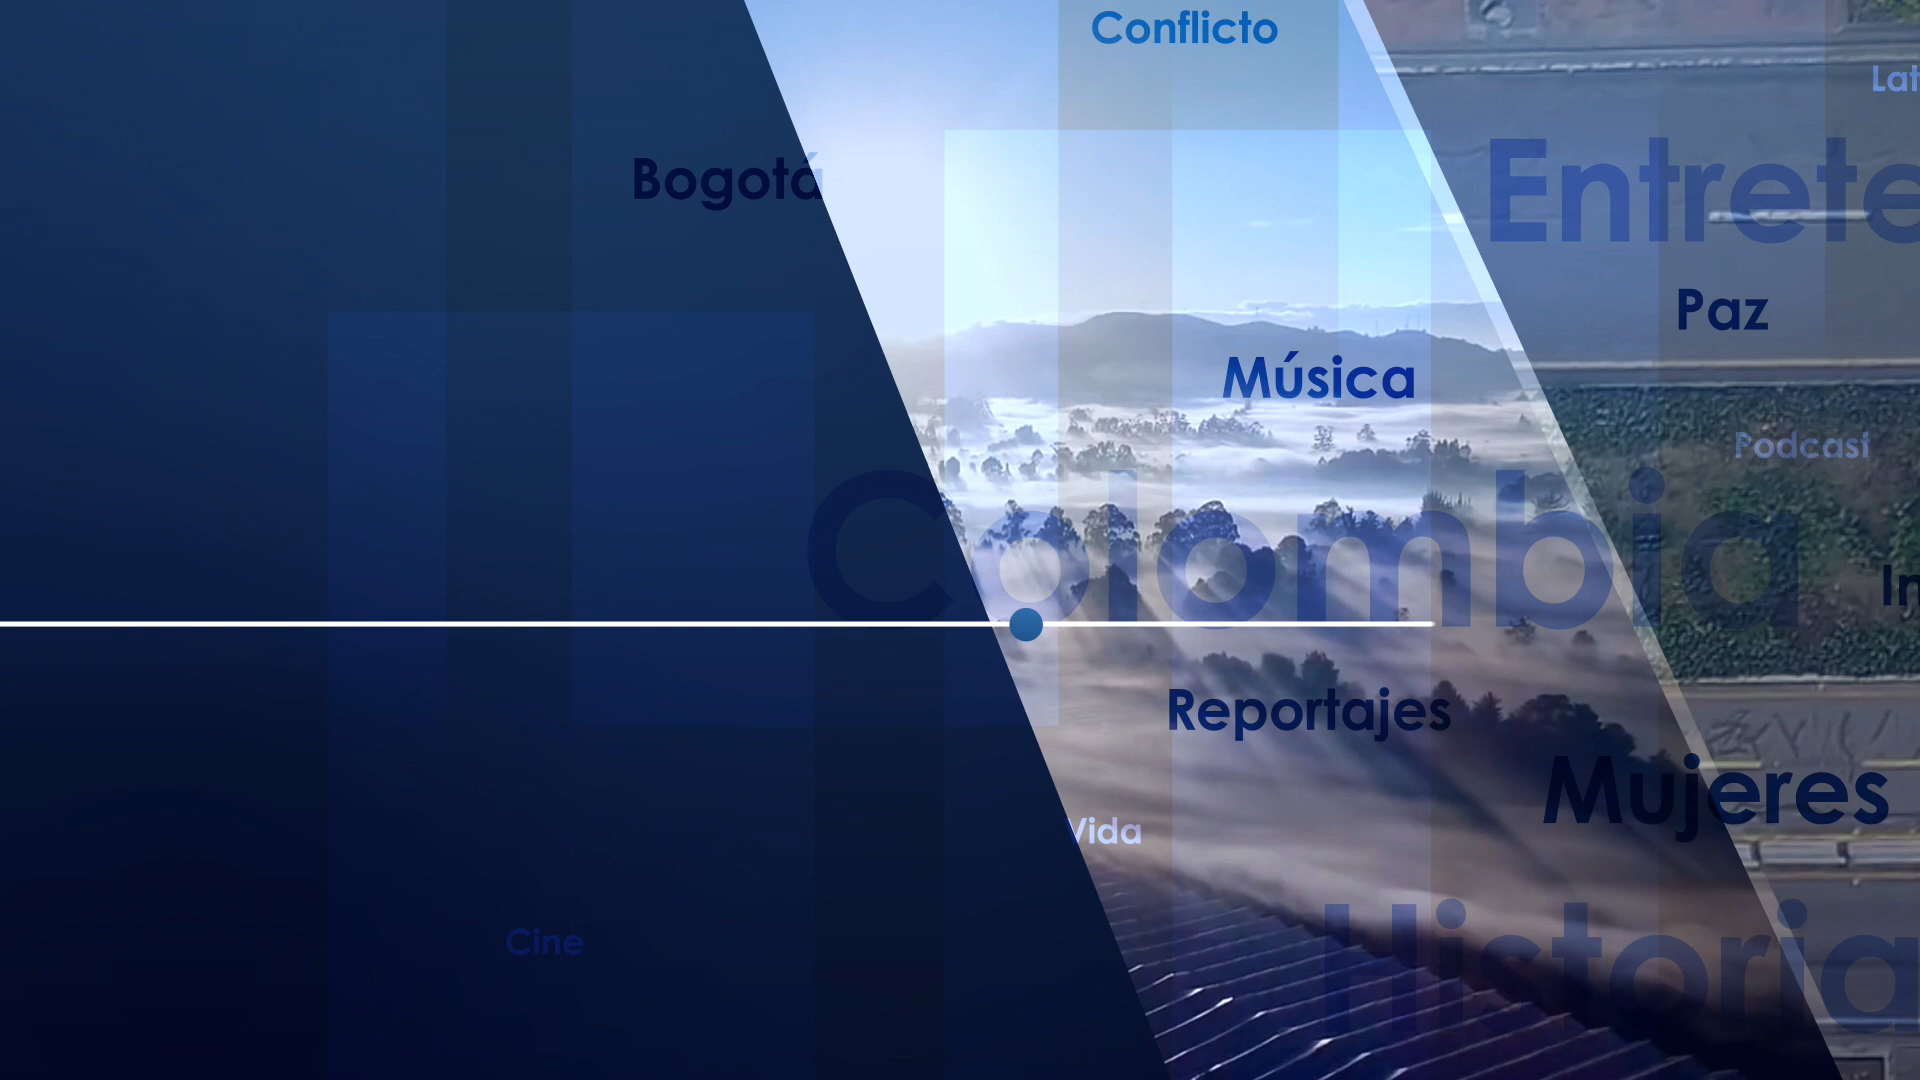 Conflicto
Lat
Bogotá
Entrete
Paz
Música
Podcast
Colombia
In
Reportajes
Mujeres
Vida
Cine
Historia